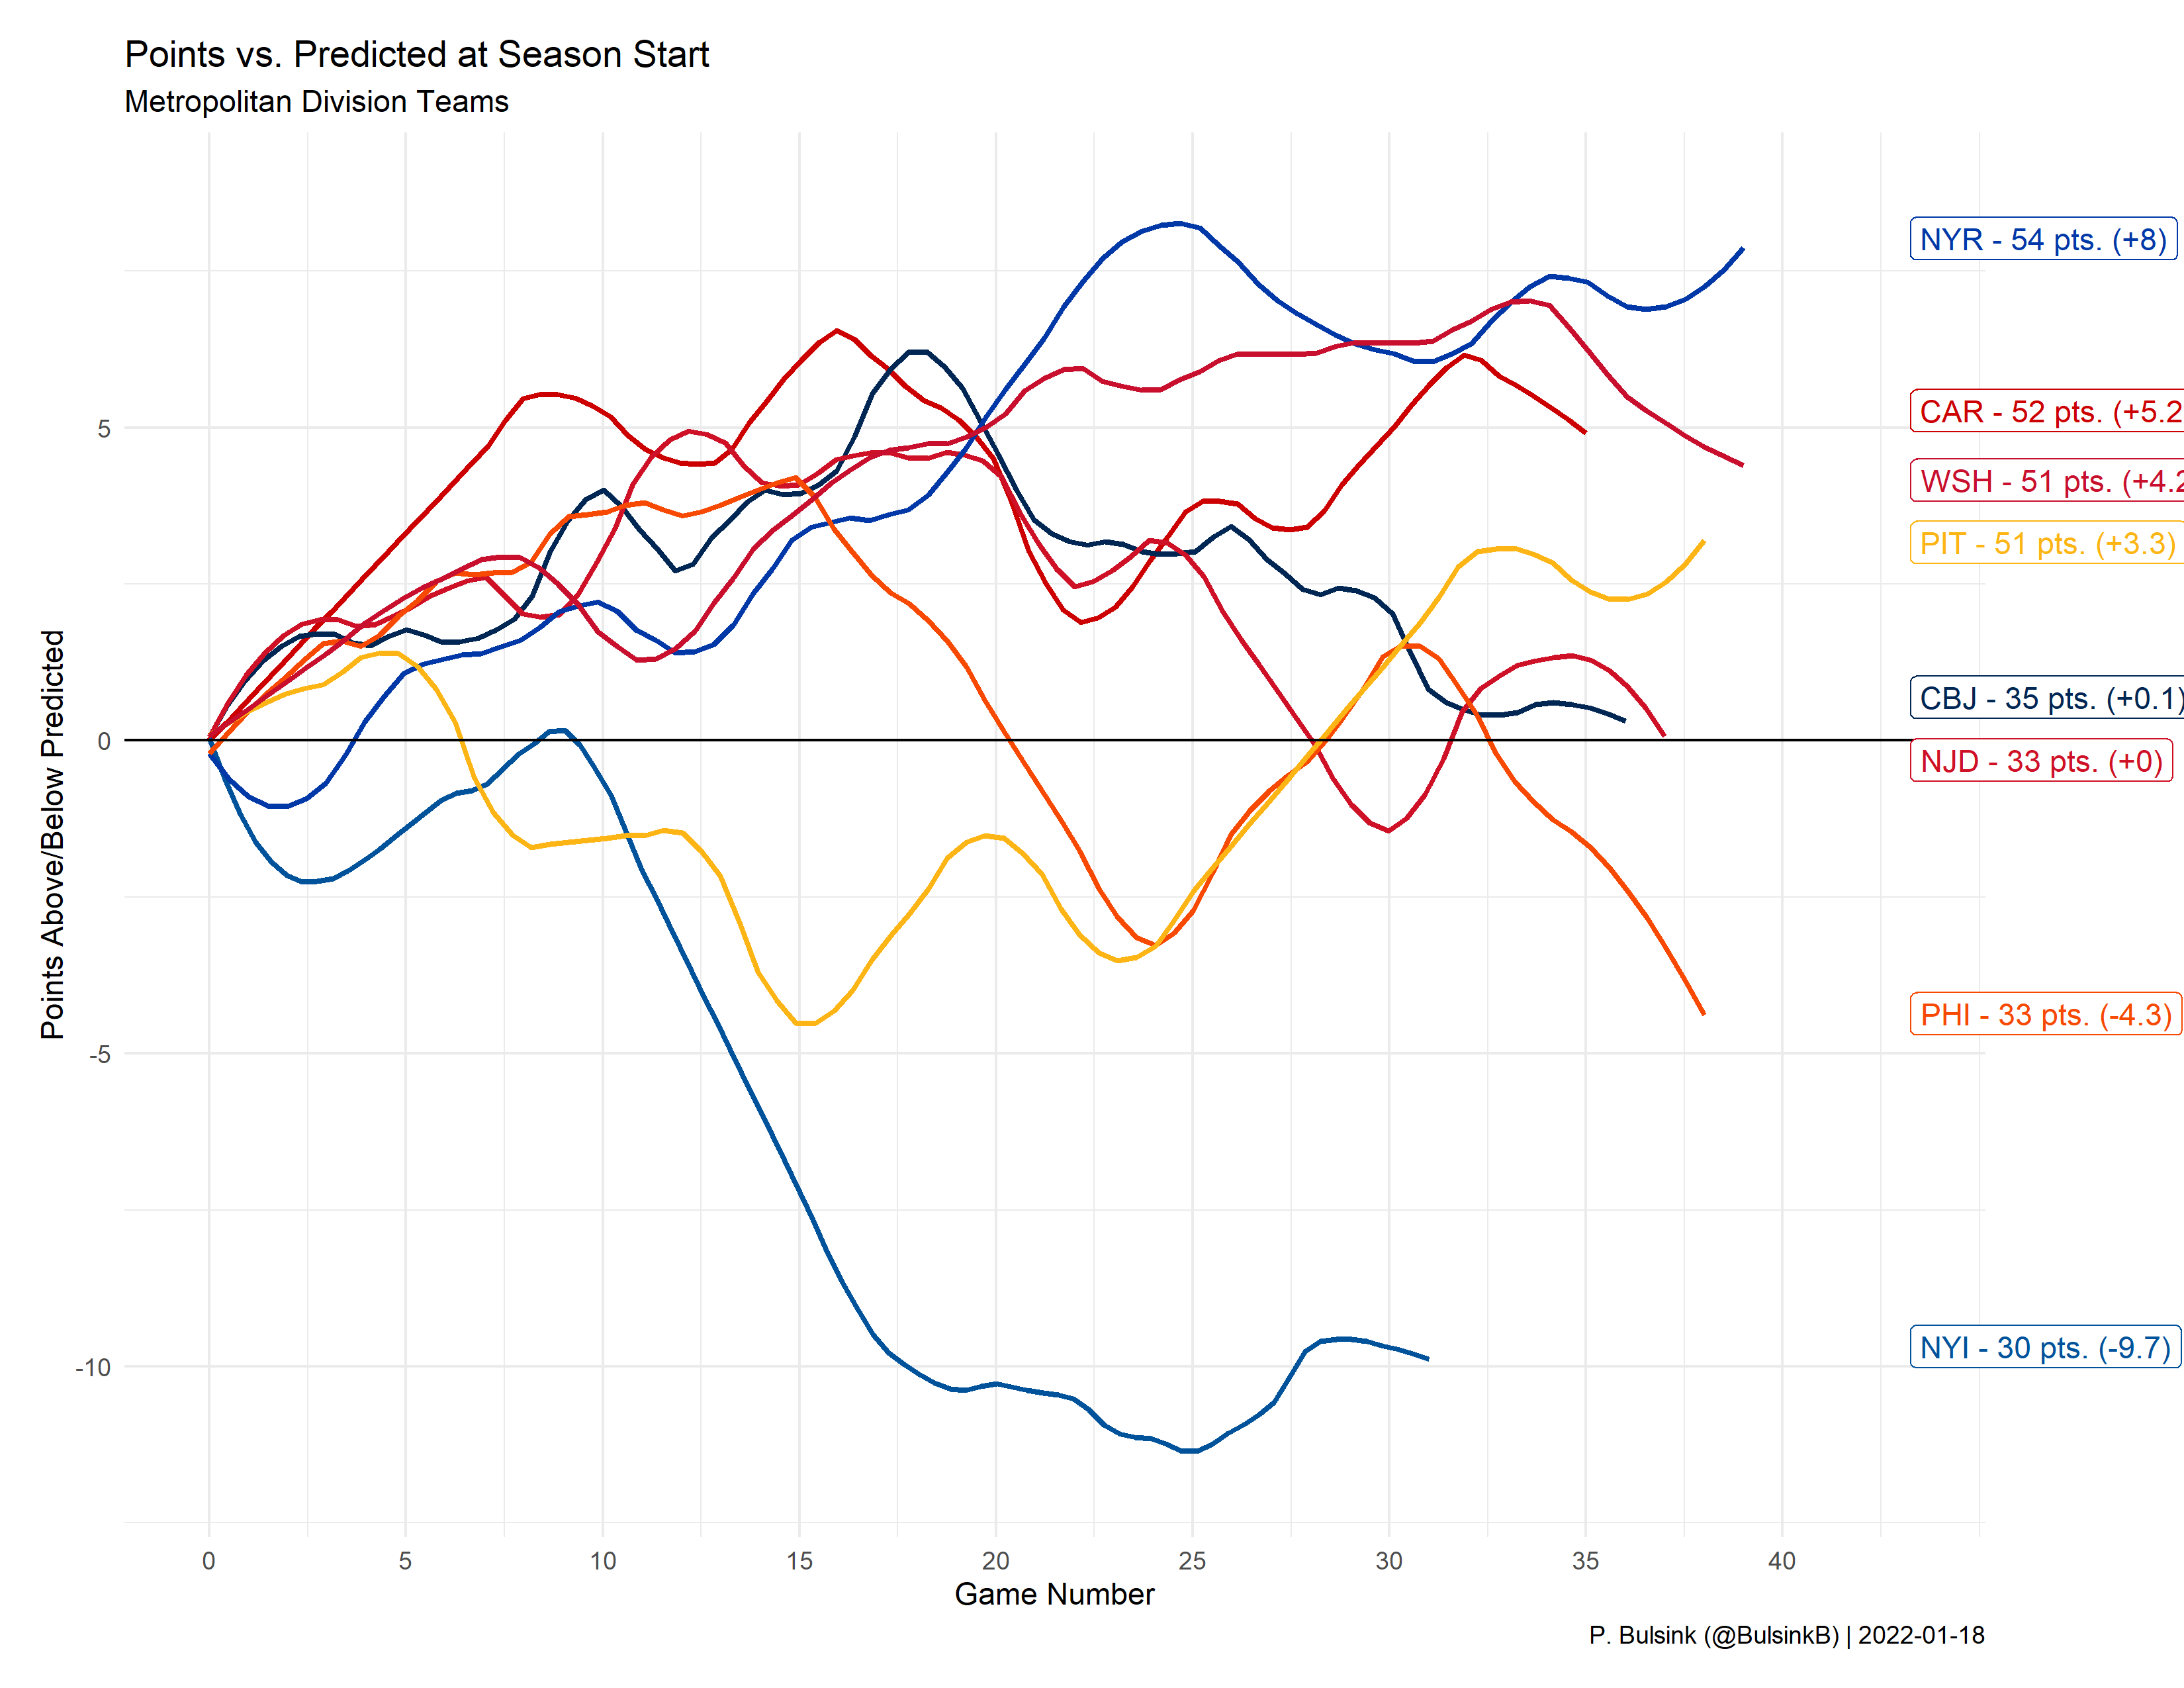 Points vs. Predicted at Season Start
Metropolitan Division Teams
Points Above/Below Predicted
5
0
-5
-10
NYR - 54 pts. (+8)
CAR - 52 pts. (+5.2
WSH - 51 pts. (+4.2
PIT - 51 pts. (+3.3)
CBJ - 35 pts. (+0.1)
NJD - 33 pts. (+0)
PHI - 33 pts. (-4.3)
NYI - 30 pts. (-9.7)
0 5 10 15 20 25 30 35 40
Game Number
P. Bulsink (@BulsinkB) | 2022-01-18